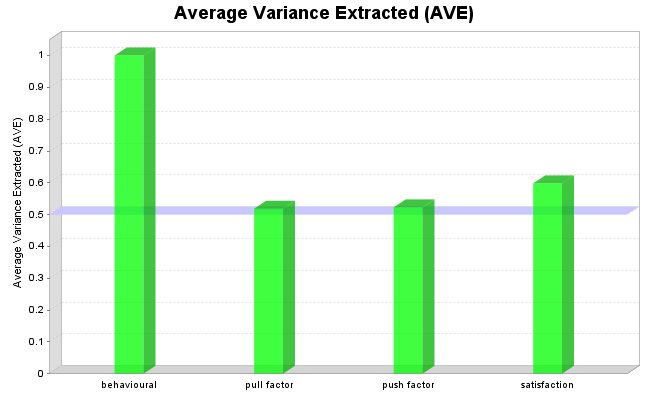 Average Variance Extracted (AVE)
Average Variance Extracted (AVE)
1
0.9
0.8
0.7
0.6
0.5
0.4
0.3
0.2
0.1
0
behavioural
pull factor
push factor
satisfaction